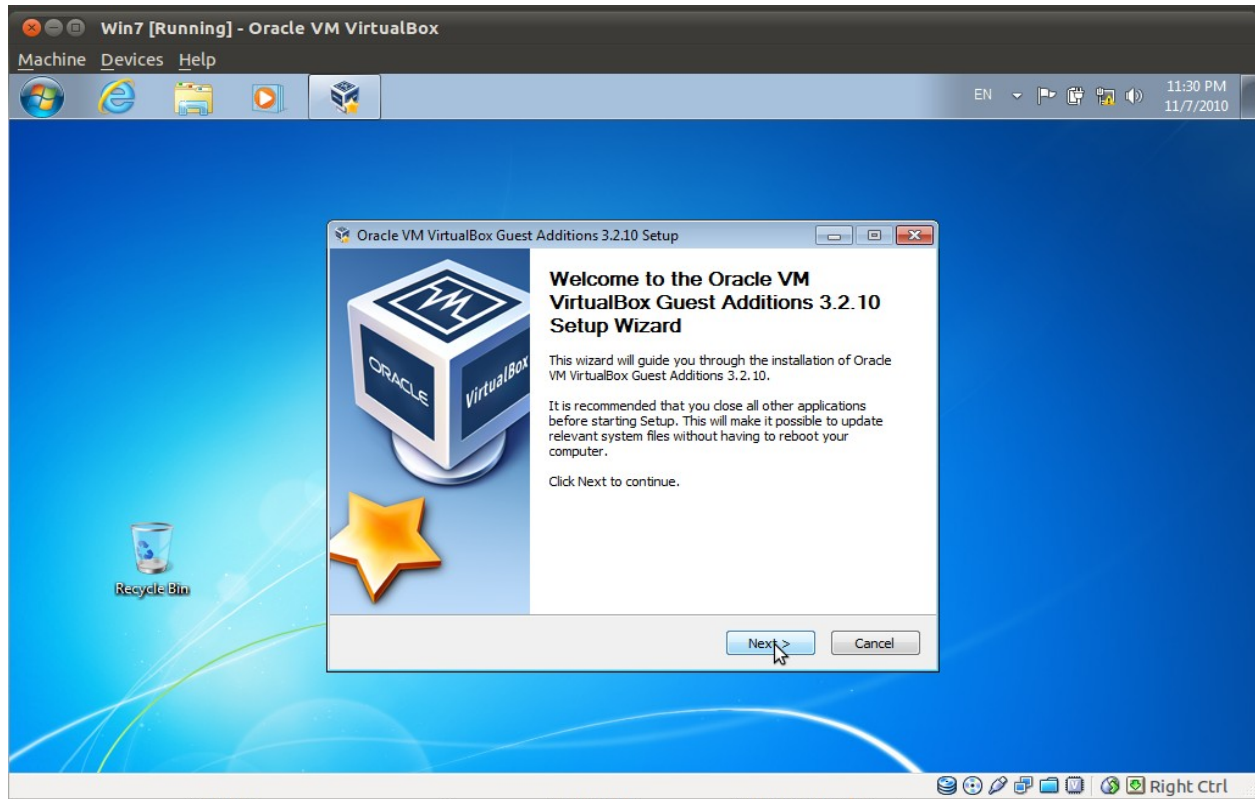 Win7 [Running] - Oracle VM VirtualBox
Machine Devices Help
EN
11:30 PM
11/7/2010
Oracle VM VirtualBox Guest Additions 3.2.10 Setup
ORACLE
VirtualBox
Welcome to the Oracle VM
VirtualBox Guest Additions 3.2.10
Setup Wizard
This wizard will guide you through the installation of Oracle
VM VirtualBox Guest Additions 3.2.10.
It is recommended that you close all other applications
before starting Setup. This will make it possible to update
relevant system files without having to reboot your
computer.
Click Next to continue.
Recycle Bin
Next >
Cancel
Right Ctrl